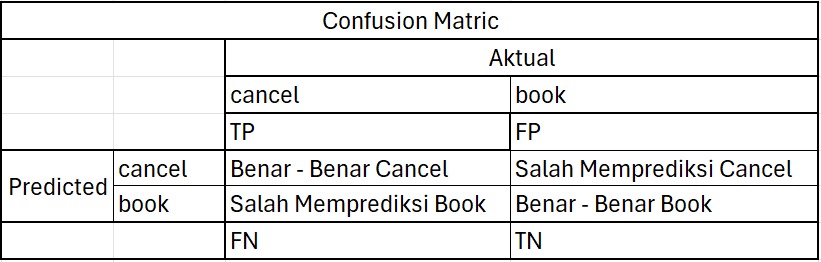 Confusion Matric
Aktual
cancel book
TP FP
Predicted cancel Benar - Benar Cancel Salah Memprediksi Cancel
book Salah Memprediksi Book Benar - Benar Book
FN TN